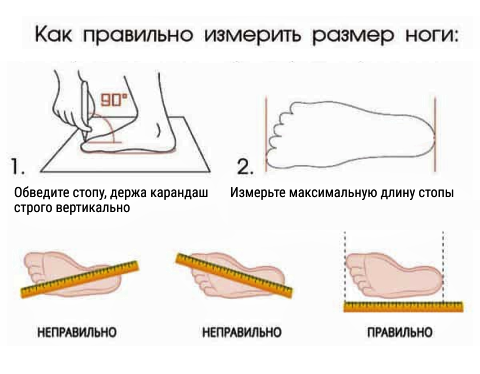 Как правильно измерить размер ноги:
90°
1.
Обведите стопу, держа карандаш
строго вертикально
2.
Измерьте максимальную длину стопы
НЕПРАВИЛЬНО
НЕПРАВИЛЬНО
ПРАВИЛЬНО